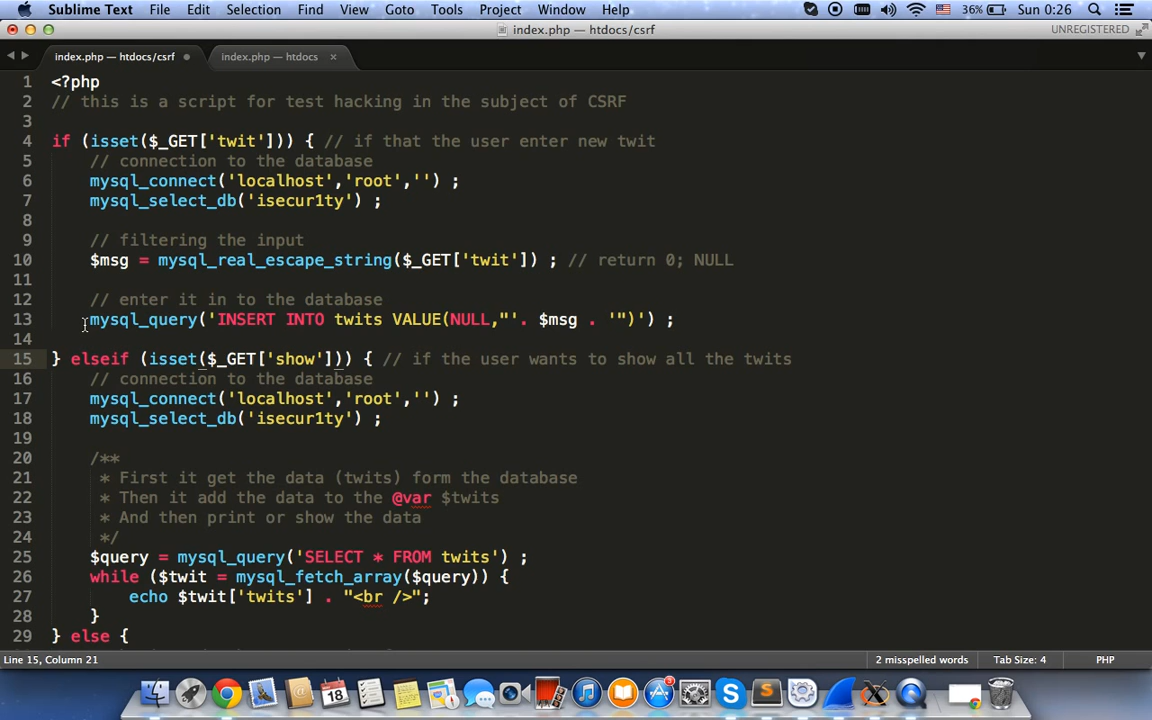 Sublime Text File Edit Selection Find View Goto Tools Project Window Help 36% Sun 0:26
index.php — htdocs/csrf UNREGISTERED
index.php — htdocs/csrf index.php — htdocs
1 <?php
2 // this is a script for test hacking in the subject of CSRF
3
4 if (isset($_GET['twit'])) { // if that the user enter new twit
5 // connection to the database
6 mysql_connect('localhost','root','') ;
7 mysql_select_db('isecur1ty') ;
8
9 // filtering the input
10 $msg = mysql_real_escape_string($_GET['twit']) ; // return 0; NULL
11
12 // enter it in to the database
13 mysql_query('INSERT INTO twits VALUE(NULL,"'. $msg . '")') ;
14
15 } elseif (isset($_GET['show'])) { // if the user wants to show all the twits
16 // connection to the database
17 mysql_connect('localhost','root','') ;
18 mysql_select_db('isecur1ty') ;
19
20 /**
21 * First it get the data (twits) form the database
22 * Then it add the data to the @var $twits
23 * And then print or show the data
24 */
25 $query = mysql_query('SELECT * FROM twits') ;
26 while ($twit = mysql_fetch_array($query)) {
27 echo $twit['twits'] . "<br />";
28 }
29 } else {
Line 15, Column 21 2 misspelled words Tab Size: 4 PHP
18 3